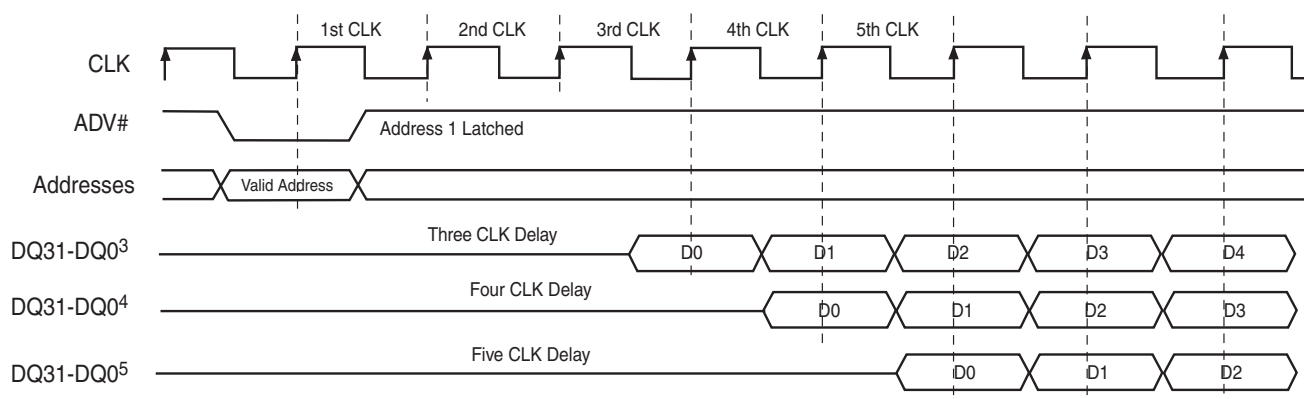 1st CLK 2nd CLK 3rd CLK 4th CLK 5th CLK
CLK
ADV# Address 1 Latched
Addresses Valid Address
DQ31-DQ0³ Three CLK Delay D0 D1 D2 D3 D4
DQ31-DQ0⁴ Four CLK Delay D0 D1 D2 D3
DQ31-DQ0⁵ Five CLK Delay D0 D1 D2